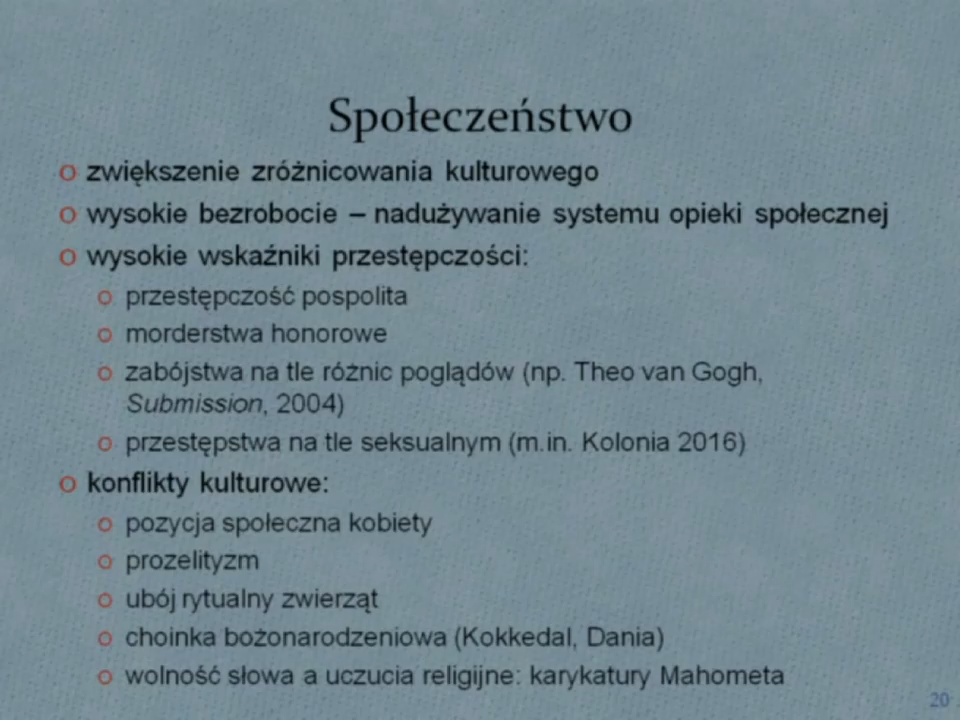 Społeczeństwo
o zwiększenie zróżnicowania kulturowego
o wysokie bezrobocie – nadużywanie systemu opieki społecznej
o wysokie wskaźniki przestępczości:
o przestępczość pospolita
o morderstwa honorowe
o zabójstwa na tle różnic poglądów (np. Theo van Gogh,
Submission, 2004)
o przestępstwa na tle seksualnym (m.in. Kolonia 2016)
o konflikty kulturowe:
o pozycja społeczna kobiety
o prozelityzm
o ubój rytualny zwierząt
o choinka bożonarodzeniowa (Kokkedal, Dania)
o wolność słowa a uczucia religijne: karykatury Mahometa
20